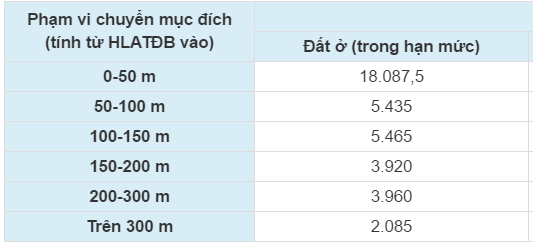 Phạm vi chuyển mục đích
(tính từ HLATĐB vào)
Đất ở (trong hạn mức)
0-50 m 18.087,5
50-100 m 5.435
100-150 m 5.465
150-200 m 3.920
200-300 m 3.960
Trên 300 m 2.085